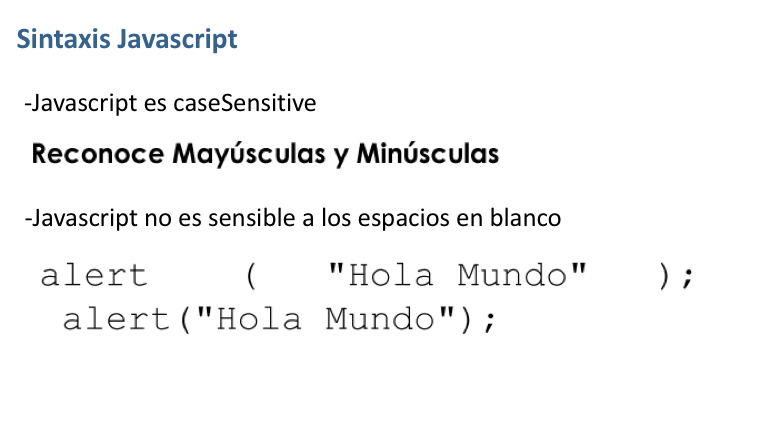 Sintaxis Javascript
-Javascript es caseSensitive
Reconoce Mayúsculas y Minúsculas
-Javascript no es sensible a los espacios en blanco
alert ( "Hola Mundo" );
alert("Hola Mundo");